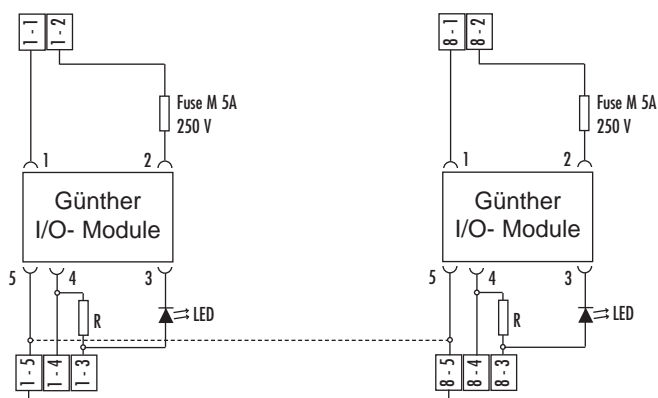 1 - 1
1 - 2
8 - 1
8 - 2
Fuse M 5A
250 V
Fuse M 5A
250 V
1
2
1
2
Günther
I/O- Module
Günther
I/O- Module
5
4
3
5
4
3
R
LED
R
LED
1 - 5
1 - 4
1 - 3
8 - 5
8 - 4
8 - 3